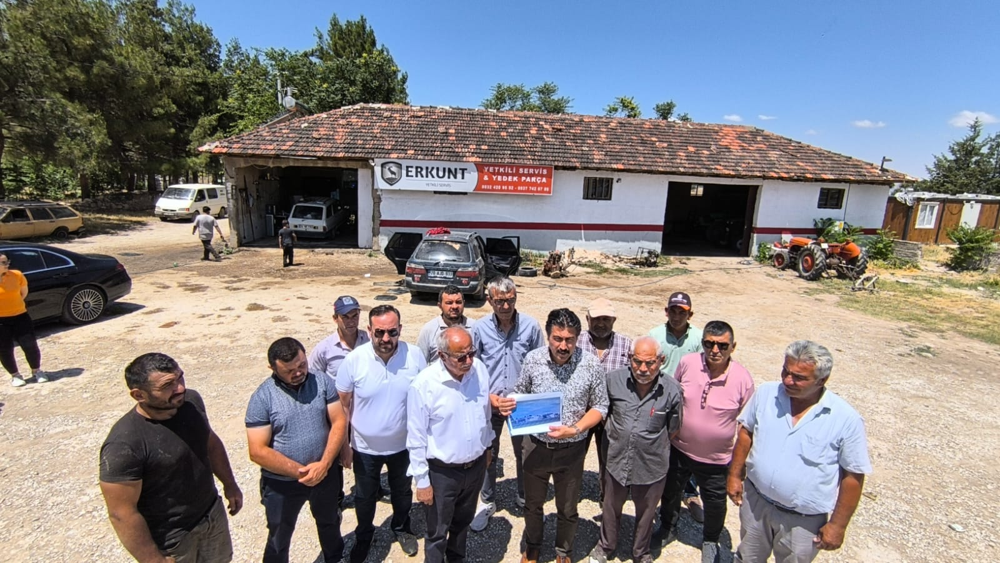 ERKUNT
YETKİLİ SERVİS
YETKİLİ SERVİS
& YEDEK PARÇA